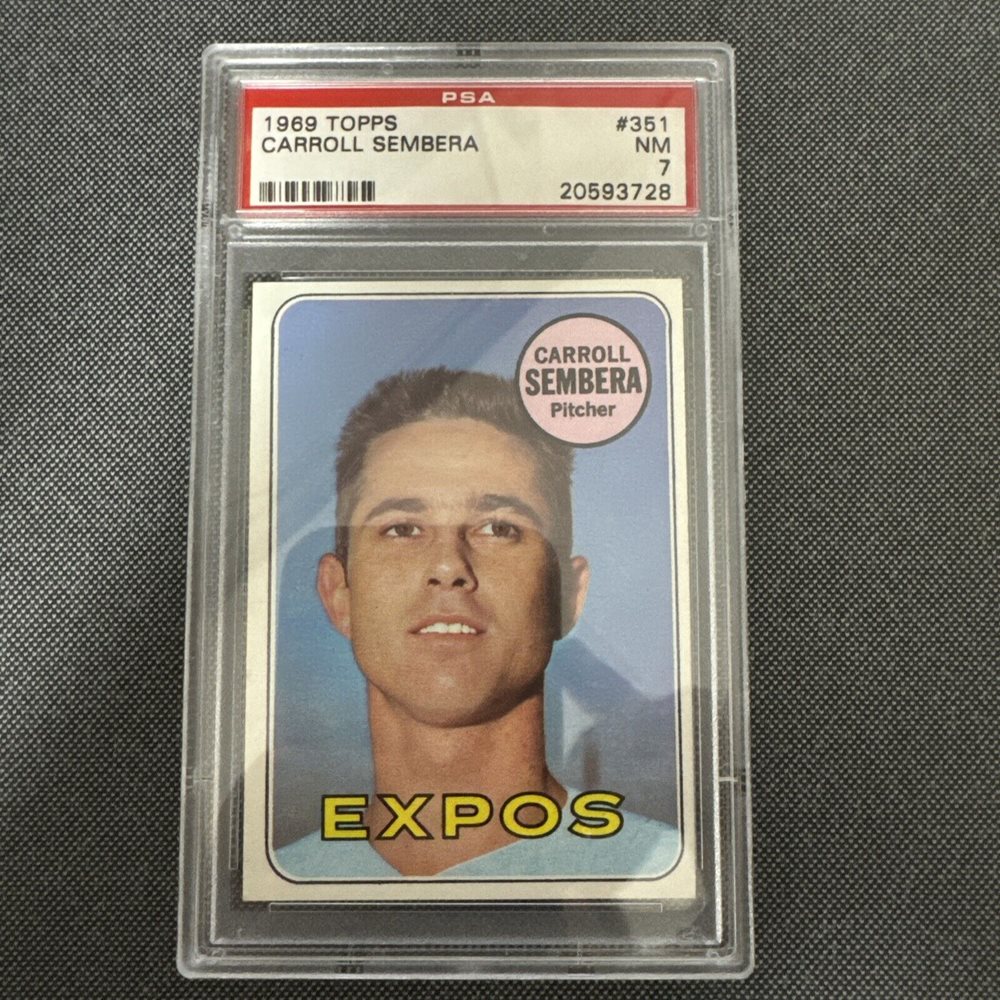 PSA
1969 TOPPS #351
CARROLL SEMBERA NM
7
20593728
CARROLL
SEMBERA
Pitcher
EXPOS